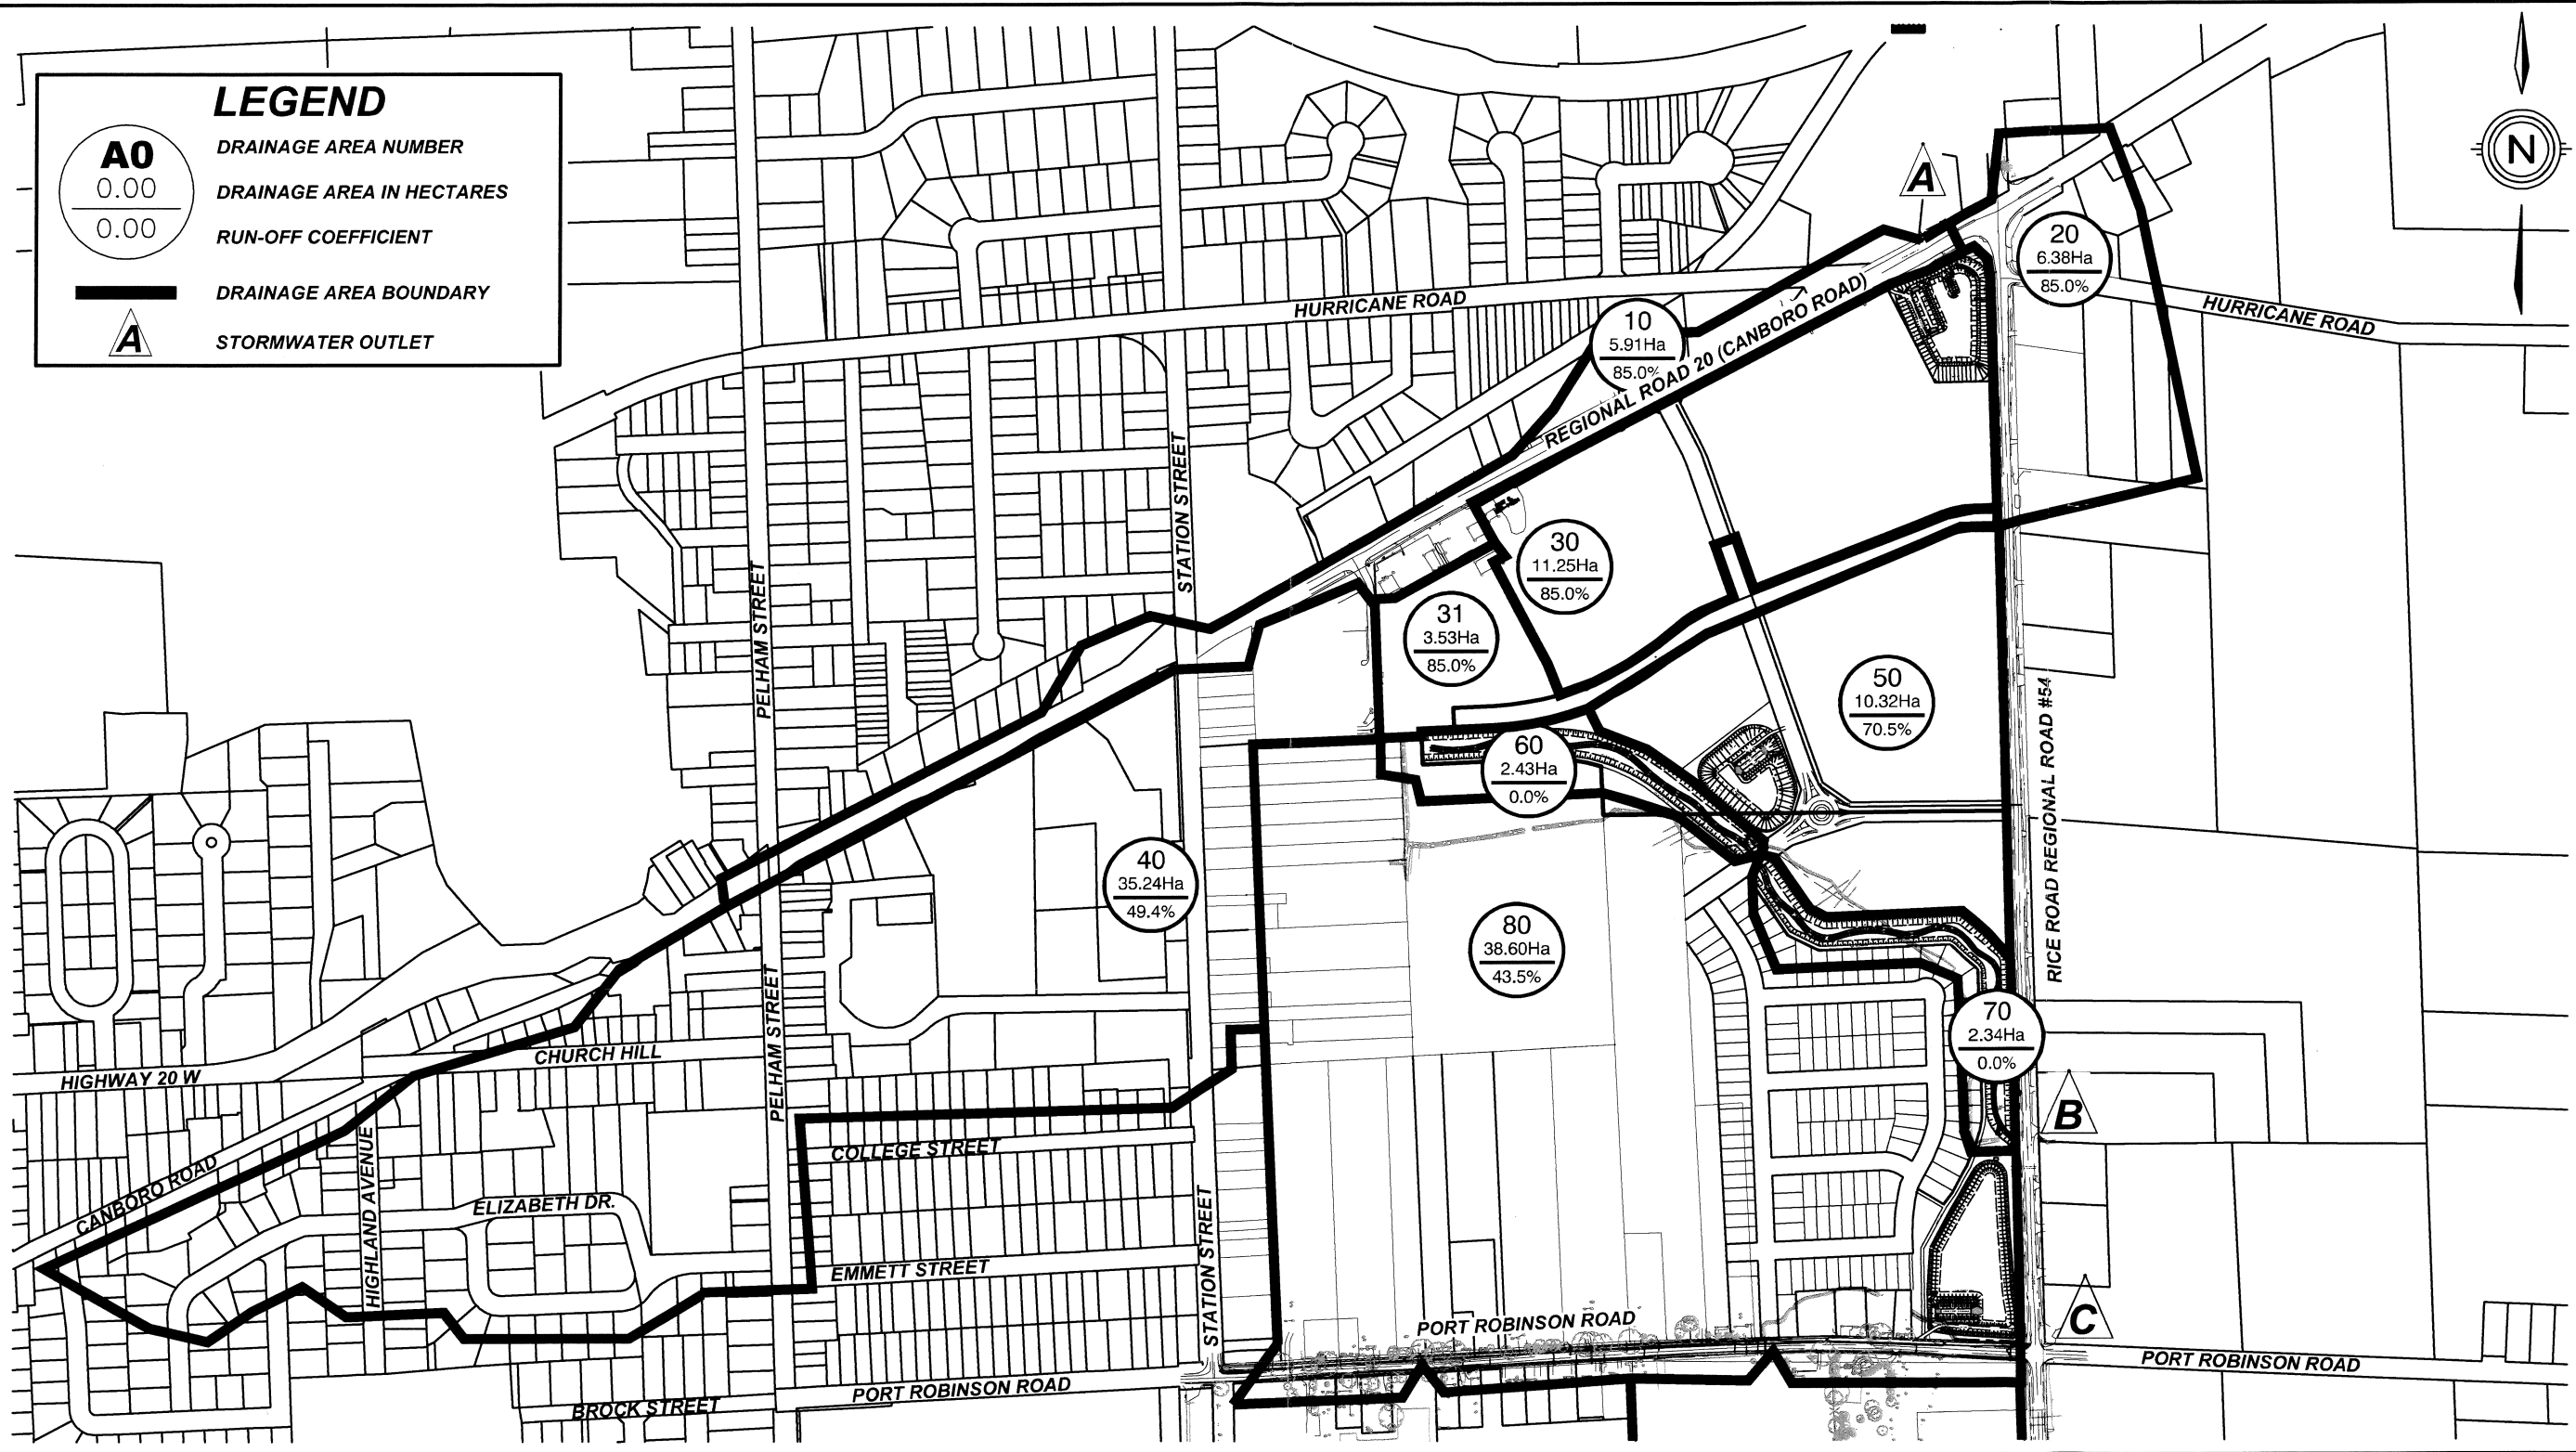 LEGEND
A0
0.00
0.00
DRAINAGE AREA NUMBER
DRAINAGE AREA IN HECTARES
RUN-OFF COEFFICIENT
DRAINAGE AREA BOUNDARY
A
STORMWATER OUTLET
N
A
20
6.38Ha
85.0%
HURRICANE ROAD
HURRICANE ROAD
10
5.91Ha
85.0%
REGIONAL ROAD 20 (CANBORO ROAD)
STATION STREET
PELHAM STREET
30
11.25Ha
85.0%
31
3.53Ha
85.0%
50
10.32Ha
70.5%
RICE ROAD REGIONAL ROAD #54
60
2.43Ha
0.0%
40
35.24Ha
49.4%
80
38.60Ha
43.5%
70
2.34Ha
0.0%
B
HIGHWAY 20 W
CHURCH HILL
PELHAM STREET
CANBORO ROAD
HIGHLAND AVENUE
ELIZABETH DR.
COLLEGE STREET
EMMETT STREET
STATION STREET
C
PORT ROBINSON ROAD
PORT ROBINSON ROAD
PORT ROBINSON ROAD
BROCK STREET